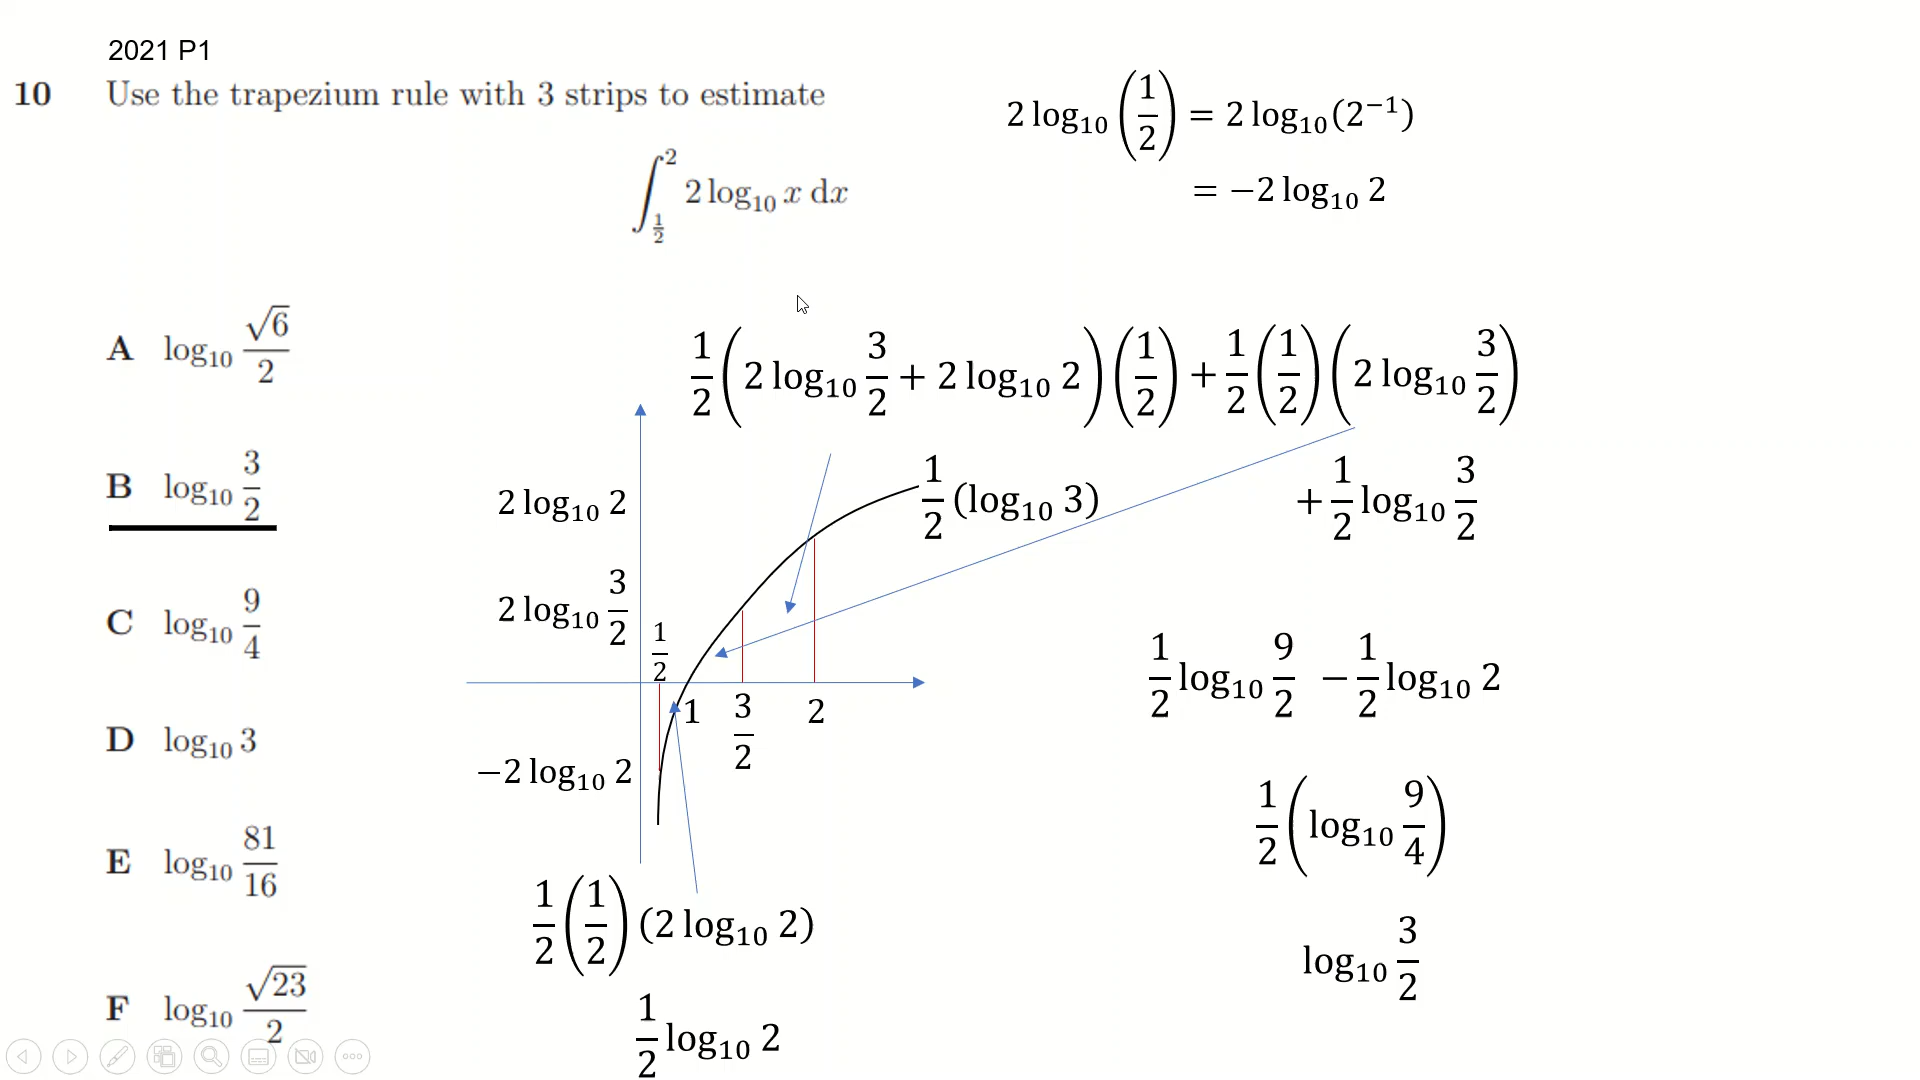 2021 P1
10 Use the trapezium rule with 3 strips to estimate
∫_{1/2}^{2} 2 log₁₀ x dx
2 log₁₀ (1/2) = 2 log₁₀(2⁻¹)
= −2 log₁₀ 2
A log₁₀ √6/2
B log₁₀ 3/2
C log₁₀ 9/4
D log₁₀ 3
E log₁₀ 81/16
F log₁₀ √23/2
1/2 (2 log₁₀ 3/2 + 2 log₁₀ 2) (1/2) + 1/2 (1/2) (2 log₁₀ 3/2)
1/2 (log₁₀ 3) + 1/2 log₁₀ 3/2
2 log₁₀ 2
2 log₁₀ 3/2
1/2
1
3/2
2
−2 log₁₀ 2
1/2 (1/2) (2 log₁₀ 2)
1/2 log₁₀ 2
1/2 log₁₀ 9/2 − 1/2 log₁₀ 2
1/2 (log₁₀ 9/4)
log₁₀ 3/2